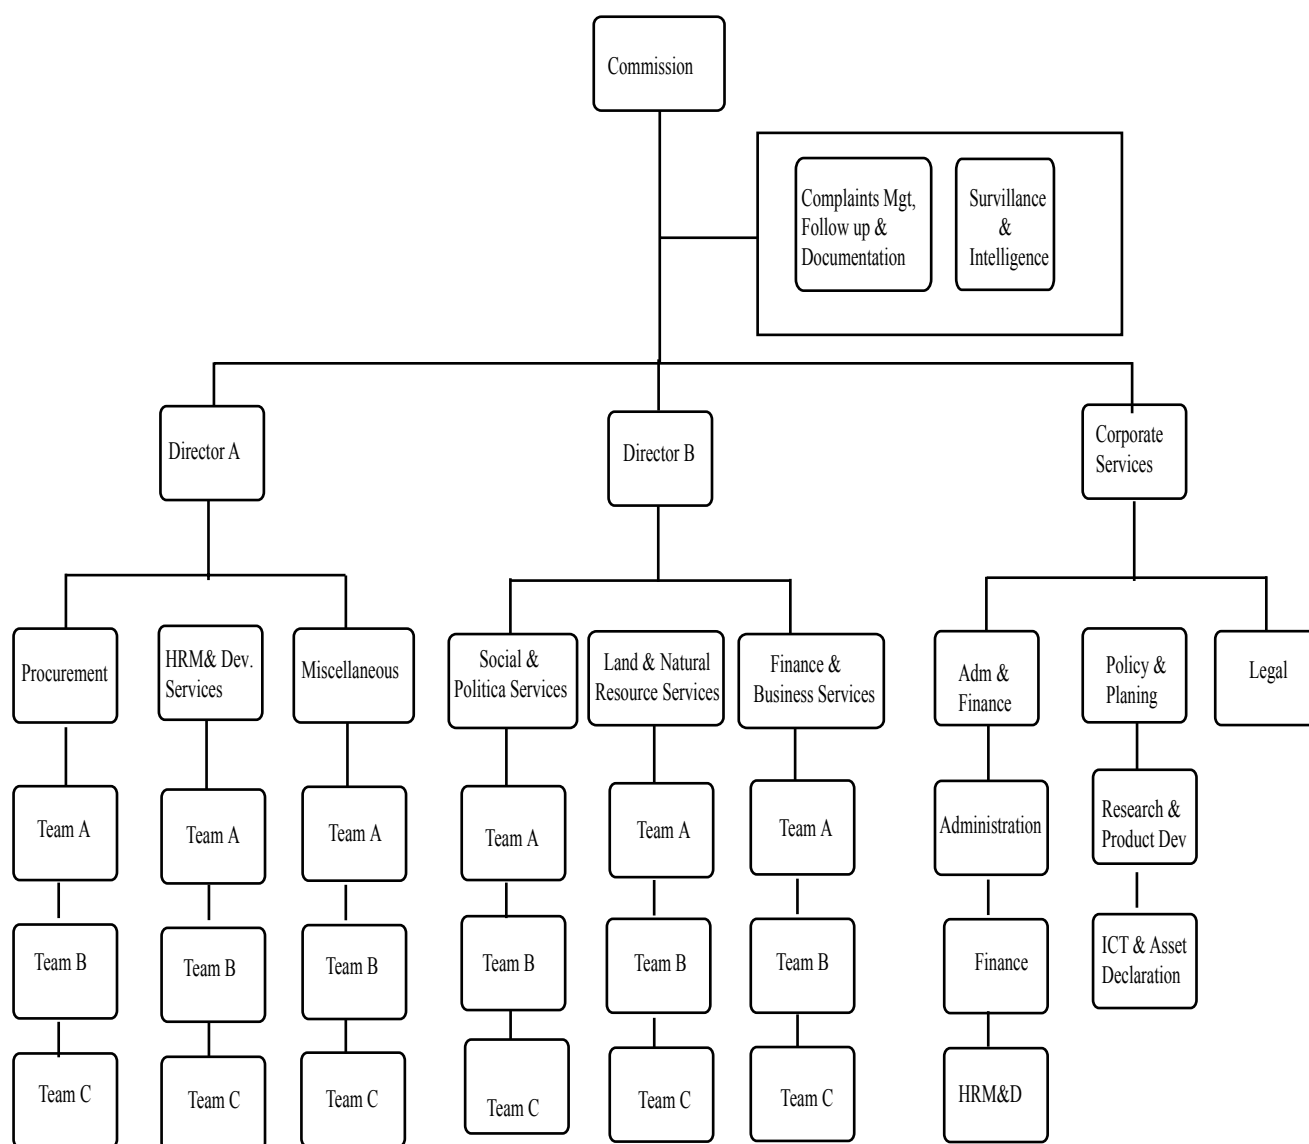 Commission
Complaints Mgt,
Follow up &
Documentation
Survillance
&
Intelligence
Director A
Director B
Corporate
Services
Procurement
HRM& Dev.
Services
Miscellaneous
Social &
Politica Services
Land & Natural
Resource Services
Finance &
Business Services
Adm &
Finance
Policy &
Planing
Legal
Team A
Team A
Team A
Team A
Team A
Team A
Administration
Research &
Product Dev
Team B
Team B
Team B
Team B
Team B
Team B
Finance
ICT & Asset
Declaration
Team C
Team C
Team C
Team C
Team C
Team C
HRM&D